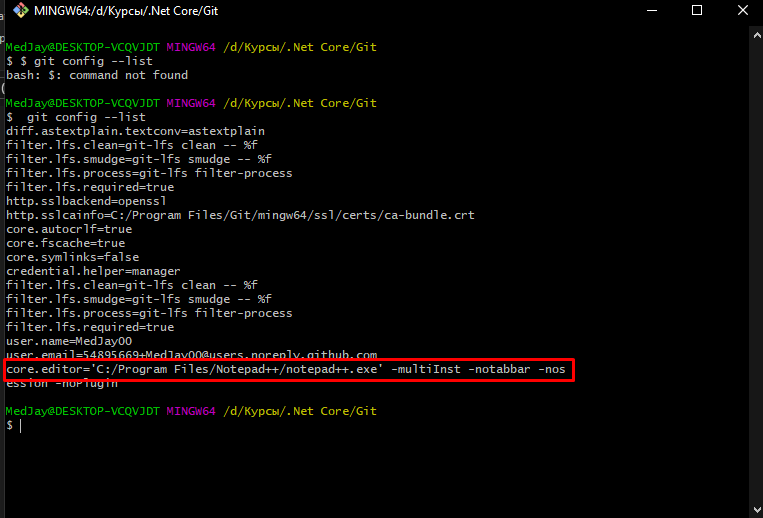 MINGW64:/d/Курсы/.Net Core/Git
MedJay@DESKTOP-VCQVJDT MINGW64 /d/Курсы/.Net Core/Git
$ $ git config --list
bash: $: command not found
MedJay@DESKTOP-VCQVJDT MINGW64 /d/Курсы/.Net Core/Git
$  git config --list
diff.astextplain.textconv=astextplain
filter.lfs.clean=git-lfs clean -- %f
filter.lfs.smudge=git-lfs smudge -- %f
filter.lfs.process=git-lfs filter-process
filter.lfs.required=true
http.sslbackend=openssl
http.sslcainfo=C:/Program Files/Git/mingw64/ssl/certs/ca-bundle.crt
core.autocrlf=true
core.fscache=true
core.symlinks=false
credential.helper=manager
filter.lfs.clean=git-lfs clean -- %f
filter.lfs.smudge=git-lfs smudge -- %f
filter.lfs.process=git-lfs filter-process
filter.lfs.required=true
user.name=MedJayOO
user.email=54895669+MedJayOO@users.noreply.github.com
core.editor='C:/Program Files/Notepad++/notepad++.exe' -multiInst -notabbar -nos
ession -noPlugin
MedJay@DESKTOP-VCQVJDT MINGW64 /d/Курсы/.Net Core/Git
$